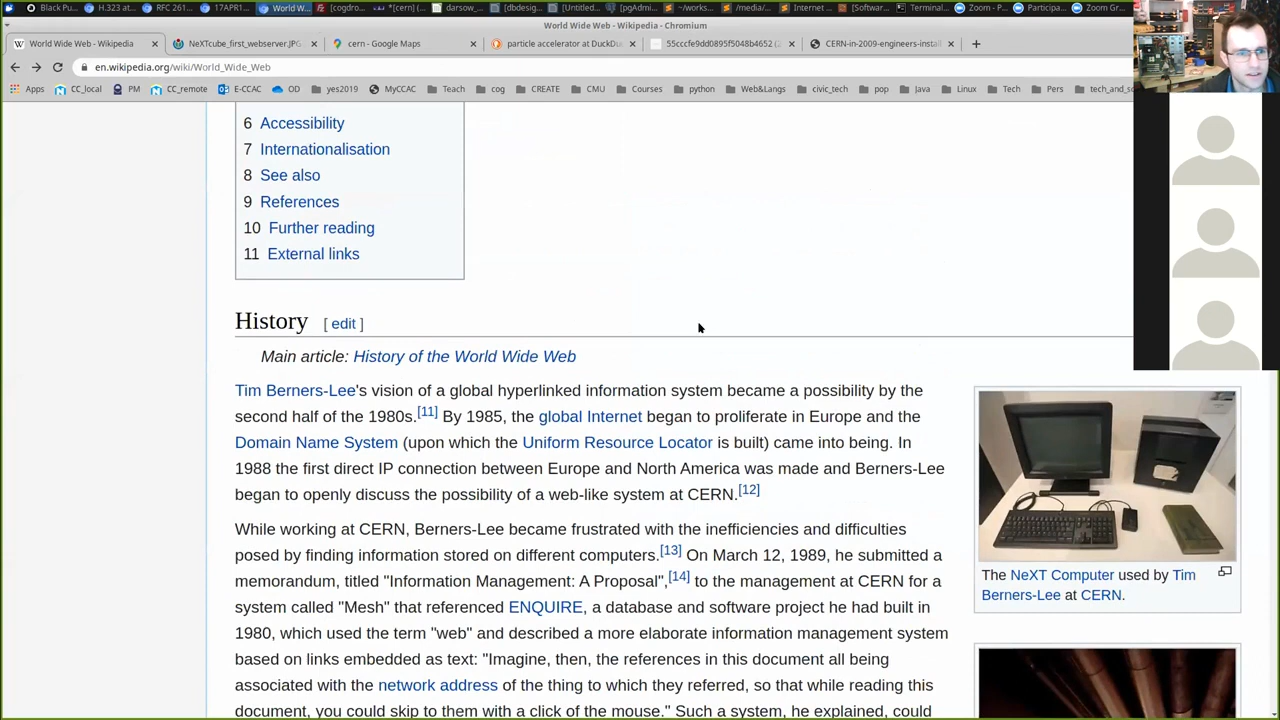 Black Pu...
H.323 at...
RFC 261...
17APR1...
World W...
[cogdro...
*[cern] (...
darsow_...
[dbdesig...
[Untitled...
[pgAdmi...
~/works...
/media/...
Internet ...
[Softwar...
Terminal...
Zoom - P...
Participa...
Zoom Gr...
World Wide Web - Wikipedia - Chromium
World Wide Web - Wikipedia
NeXTcube_first_webserver.JPG
cern - Google Maps
particle accelerator at DuckDu
55cccfe9dd0895f5048b4652 (2
CERN-in-2009-engineers-install
en.wikipedia.org/wiki/World_Wide_Web
Apps
CC_local
PM
CC_remote
E-CCAC
OD
yes2019
MyCCAC
Teach
cog
CREATE
CMU
Courses
python
Web&Langs
civic_tech
pop
Java
Linux
Tech
Pers
6 Accessibility
7 Internationalisation
8 See also
9 References
10 Further reading
11 External links
History [ edit ]
Main article: History of the World Wide Web
Tim Berners-Lee's vision of a global hyperlinked information system became a possibility by the
second half of the 1980s.[11] By 1985, the global Internet began to proliferate in Europe and the
Domain Name System (upon which the Uniform Resource Locator is built) came into being. In
1988 the first direct IP connection between Europe and North America was made and Berners-Lee
began to openly discuss the possibility of a web-like system at CERN.[12]
While working at CERN, Berners-Lee became frustrated with the inefficiencies and difficulties
posed by finding information stored on different computers.[13] On March 12, 1989, he submitted a
memorandum, titled "Information Management: A Proposal",[14] to the management at CERN for a
system called "Mesh" that referenced ENQUIRE, a database and software project he had built in
1980, which used the term "web" and described a more elaborate information management system
based on links embedded as text: "Imagine, then, the references in this document all being
associated with the network address of the thing to which they referred, so that while reading this
document, you could skip to them with a click of the mouse." Such a system, he explained, could
The NeXT Computer used by Tim
Berners-Lee at CERN.